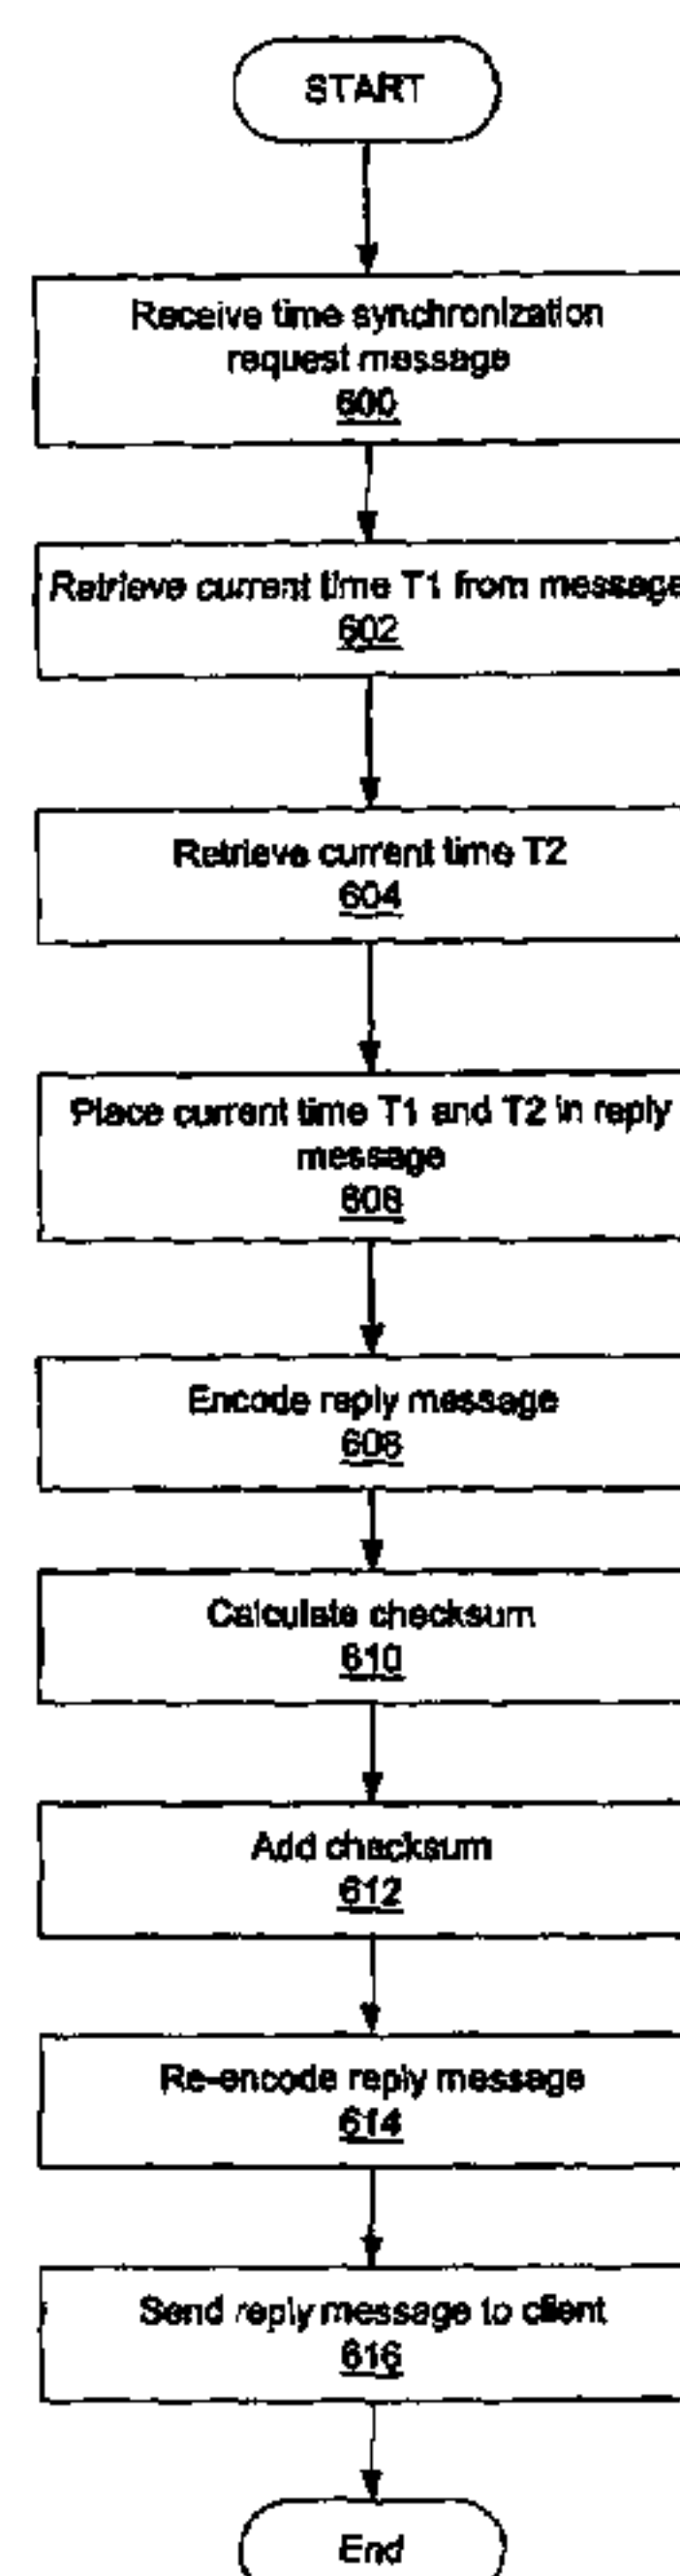 START
Receive time synchronization
request message
600
Retrieve current time T1 from message
602
Retrieve current time T2
604
Place current time T1 and T2 in reply
message
606
Encode reply message
608
Calculate checksum
610
Add checksum
612
Re-encode reply message
614
Send reply message to client
616
End